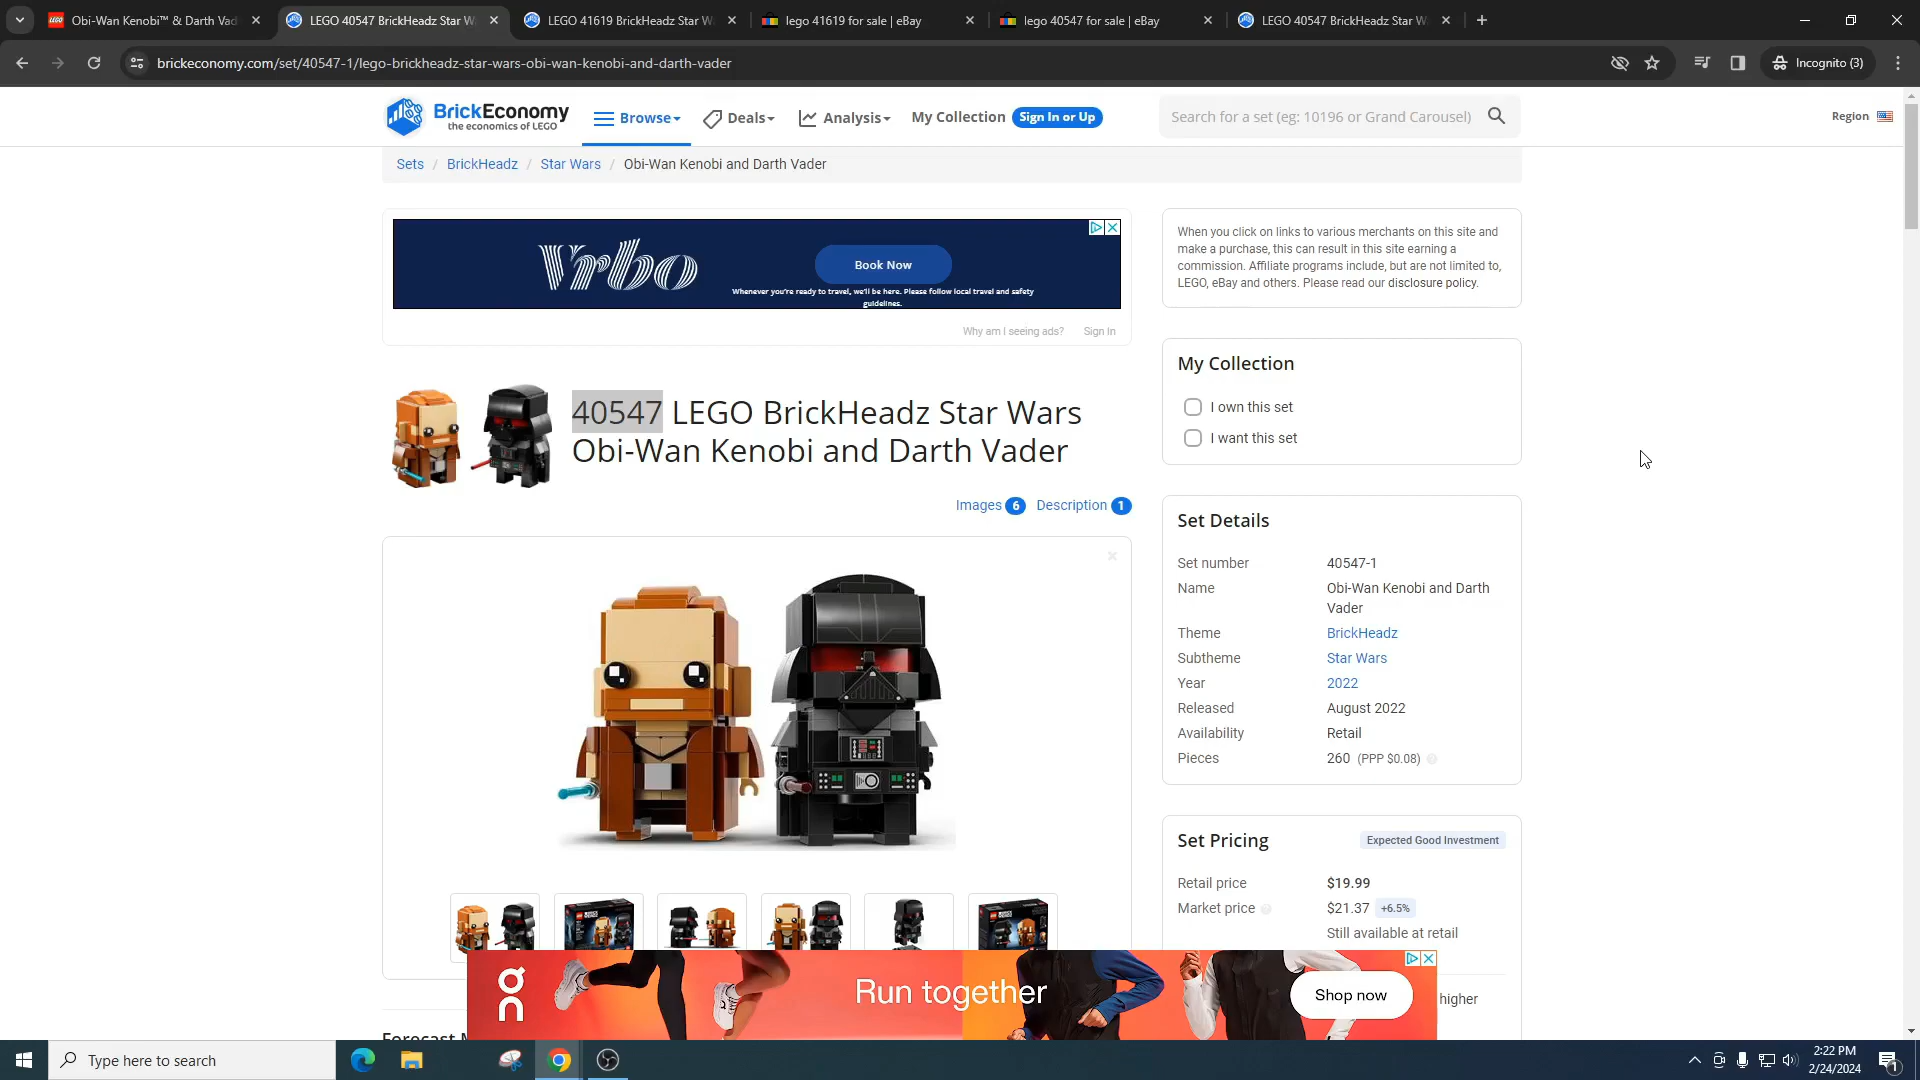 Obi-Wan Kenobi™ & Darth Vad
LEGO 40547 BrickHeadz Star W
LEGO 41619 BrickHeadz Star W
lego 41619 for sale | eBay
lego 40547 for sale | eBay
LEGO 40547 BrickHeadz Star W
brickeconomy.com/set/40547-1/lego-brickheadz-star-wars-obi-wan-kenobi-and-darth-vader
Incognito (3)
BrickEconomy
the economics of LEGO
Browse
Deals
Analysis
My Collection
Sign In or Up
Search for a set (eg: 10196 or Grand Carousel)
Region
Sets / BrickHeadz / Star Wars / Obi-Wan Kenobi and Darth Vader
Vrbo
Book Now
Whenever you're ready to travel, we'll be here. Please follow local travel and safety
guidelines.
Why am I seeing ads?
Sign In
When you click on links to various merchants on this site and
make a purchase, this can result in this site earning a
commission. Affiliate programs include, but are not limited to,
LEGO, eBay and others. Please read our disclosure policy.
My Collection
I own this set
I want this set
40547 LEGO BrickHeadz Star Wars
Obi-Wan Kenobi and Darth Vader
Images 6
Description 1
Set Details
Set number 40547-1
Name Obi-Wan Kenobi and Darth
Vader
Theme BrickHeadz
Subtheme Star Wars
Year 2022
Released August 2022
Availability Retail
Pieces 260 (PPP $0.08)
Set Pricing
Expected Good Investment
Retail price $19.99
Market price $21.37 +6.5%
Still available at retail
higher
Run together
Shop now
on
Type here to search
2:22 PM
2/24/2024
1